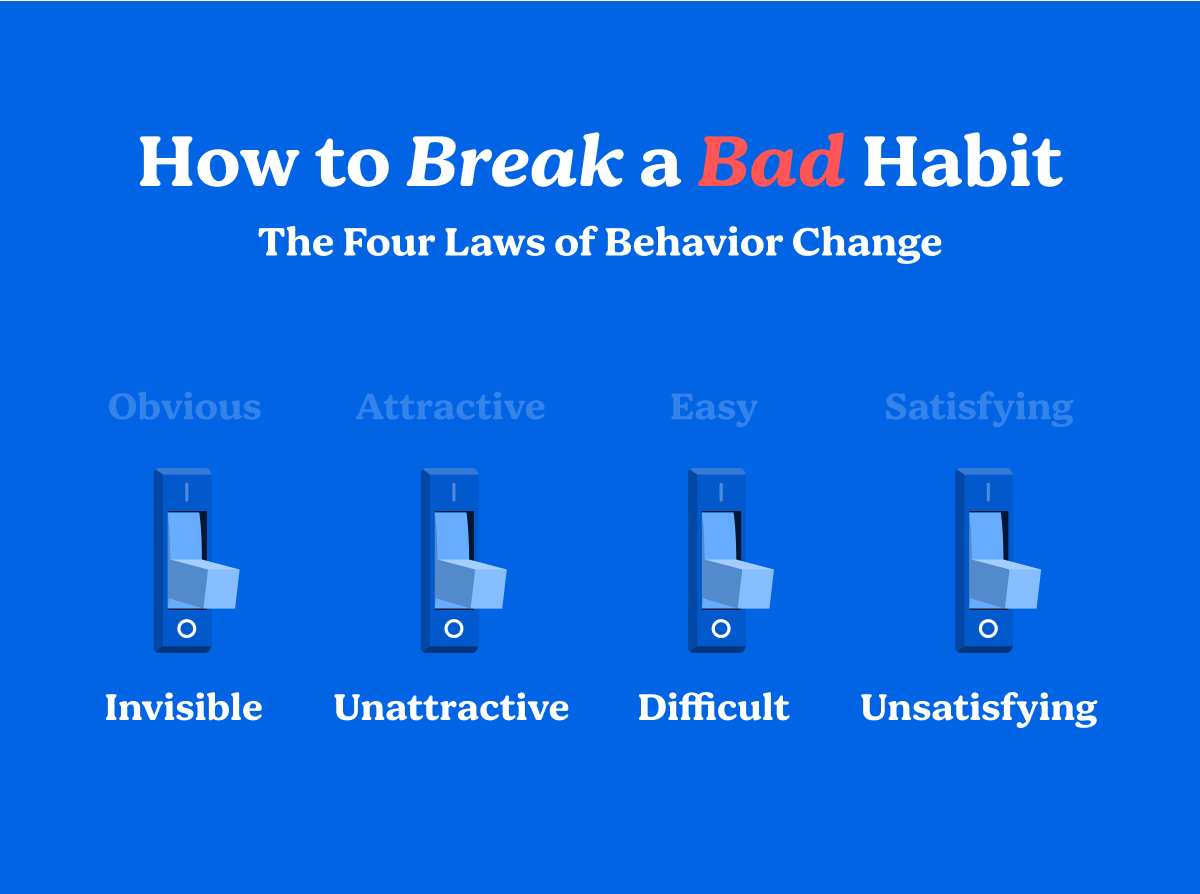 How to Break a Bad Habit
The Four Laws of Behavior Change
Obvious Attractive Easy Satisfying
Invisible Unattractive Difficult Unsatisfying